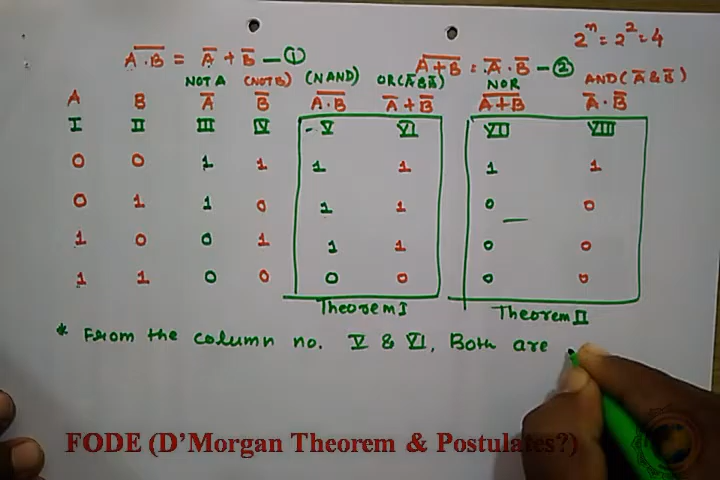 2ⁿ = 2² = 4
A̅·̅B̅ = A̅ + B̅ — ① A̅+̅B̅ = A̅ · B̅ — ②
NOT A (NOT B) (NAND) OR(A̅&B̅) NOR AND(A̅&B̅)
A B A̅ B̅ A̅·̅B̅ A̅+B̅ A̅+̅B̅ A̅·B̅
I II III IV V VI VII VIII
0 0 1 1 1 1 1 1
0 1 1 0 1 1 0 0
1 0 0 1 1 1 0 0
1 1 0 0 0 0 0 0
Theorem I Theorem II
* From the column no. V & VI, Both are
FODE (D’Morgan Theorem & Postulates?)